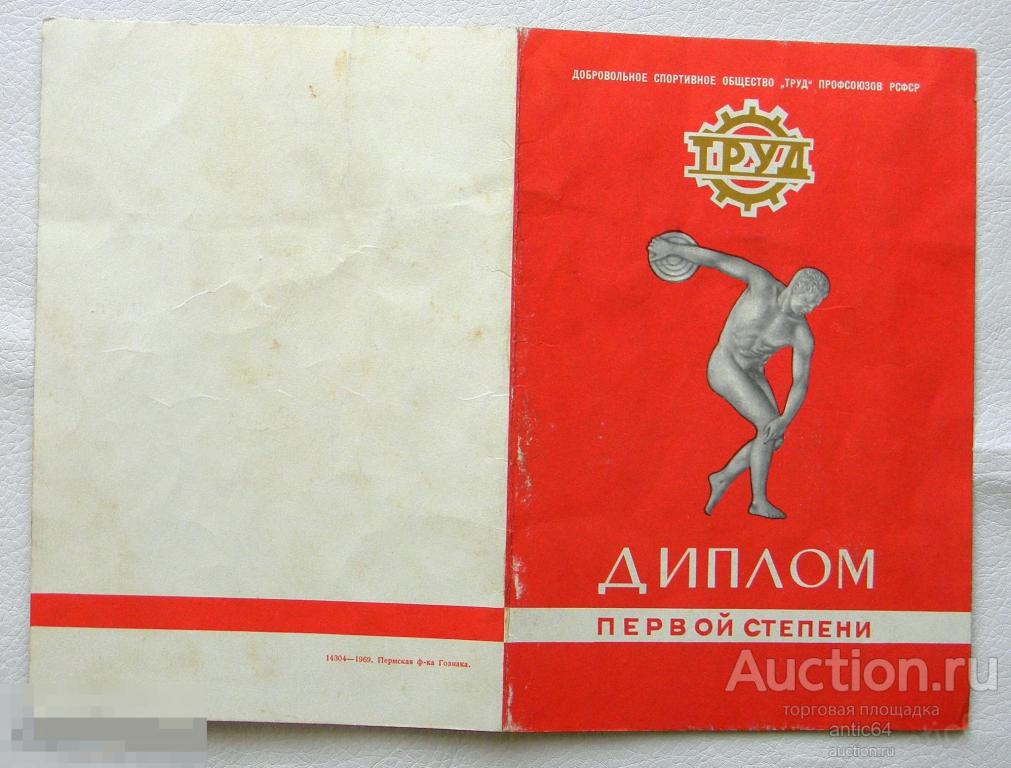 ДОБРОВОЛЬНОЕ СПОРТИВНОЕ ОБЩЕСТВО „ТРУД" ПРОФСОЮЗОВ РСФСР
ТРУД
ДИПЛОМ
ПЕРВОЙ СТЕПЕНИ
14304—1969. Пермская ф-ка Гознака.
Auction.ru
торговая площадка
antic64
auction.ru